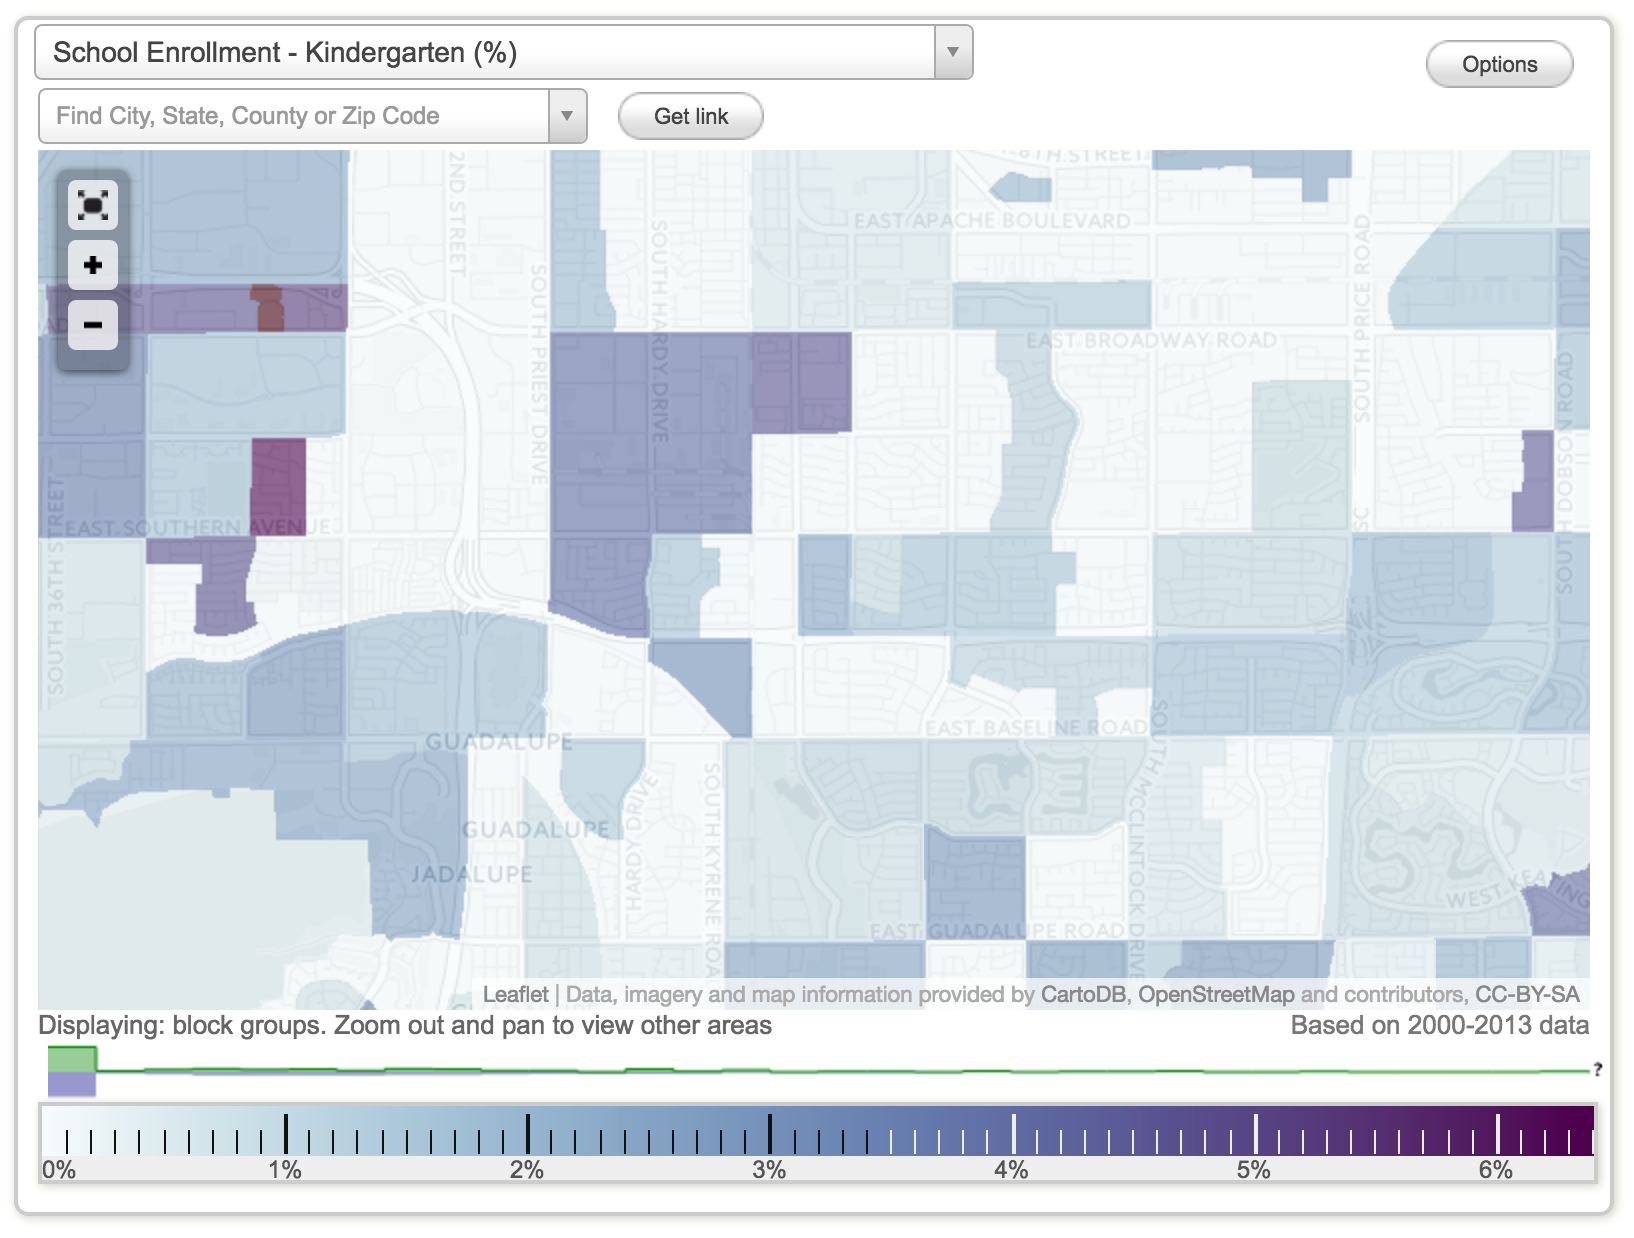 School Enrollment - Kindergarten (%)
Options
Find City, State, County or Zip Code
Get link
2ND STREET
EAST APACHE BOULEVARD
SOUTH HARDY DRIVE
SOUTH PRIEST DRIVE
SOUTH PRICE ROAD
EAST BROADWAY ROAD
SOUTH DOBSON ROAD
EAST SOUTHERN AVENUE
SOUTH 36TH STREET
EAST BASELINE ROAD
GUADALUPE
SOUTH MCCLINTOCK DRIVE
HARDY DRIVE
SOUTH KYRENE ROA
GUADALUPE
JADALUPE
WEST KEA
ING
EAST GUADALUPE ROAD
Leaflet | Data, imagery and map information provided by CartoDB, OpenStreetMap and contributors, CC-BY-SA
Displaying: block groups. Zoom out and pan to view other areas
Based on 2000-2013 data
?
0% 1% 2% 3% 4% 5% 6%